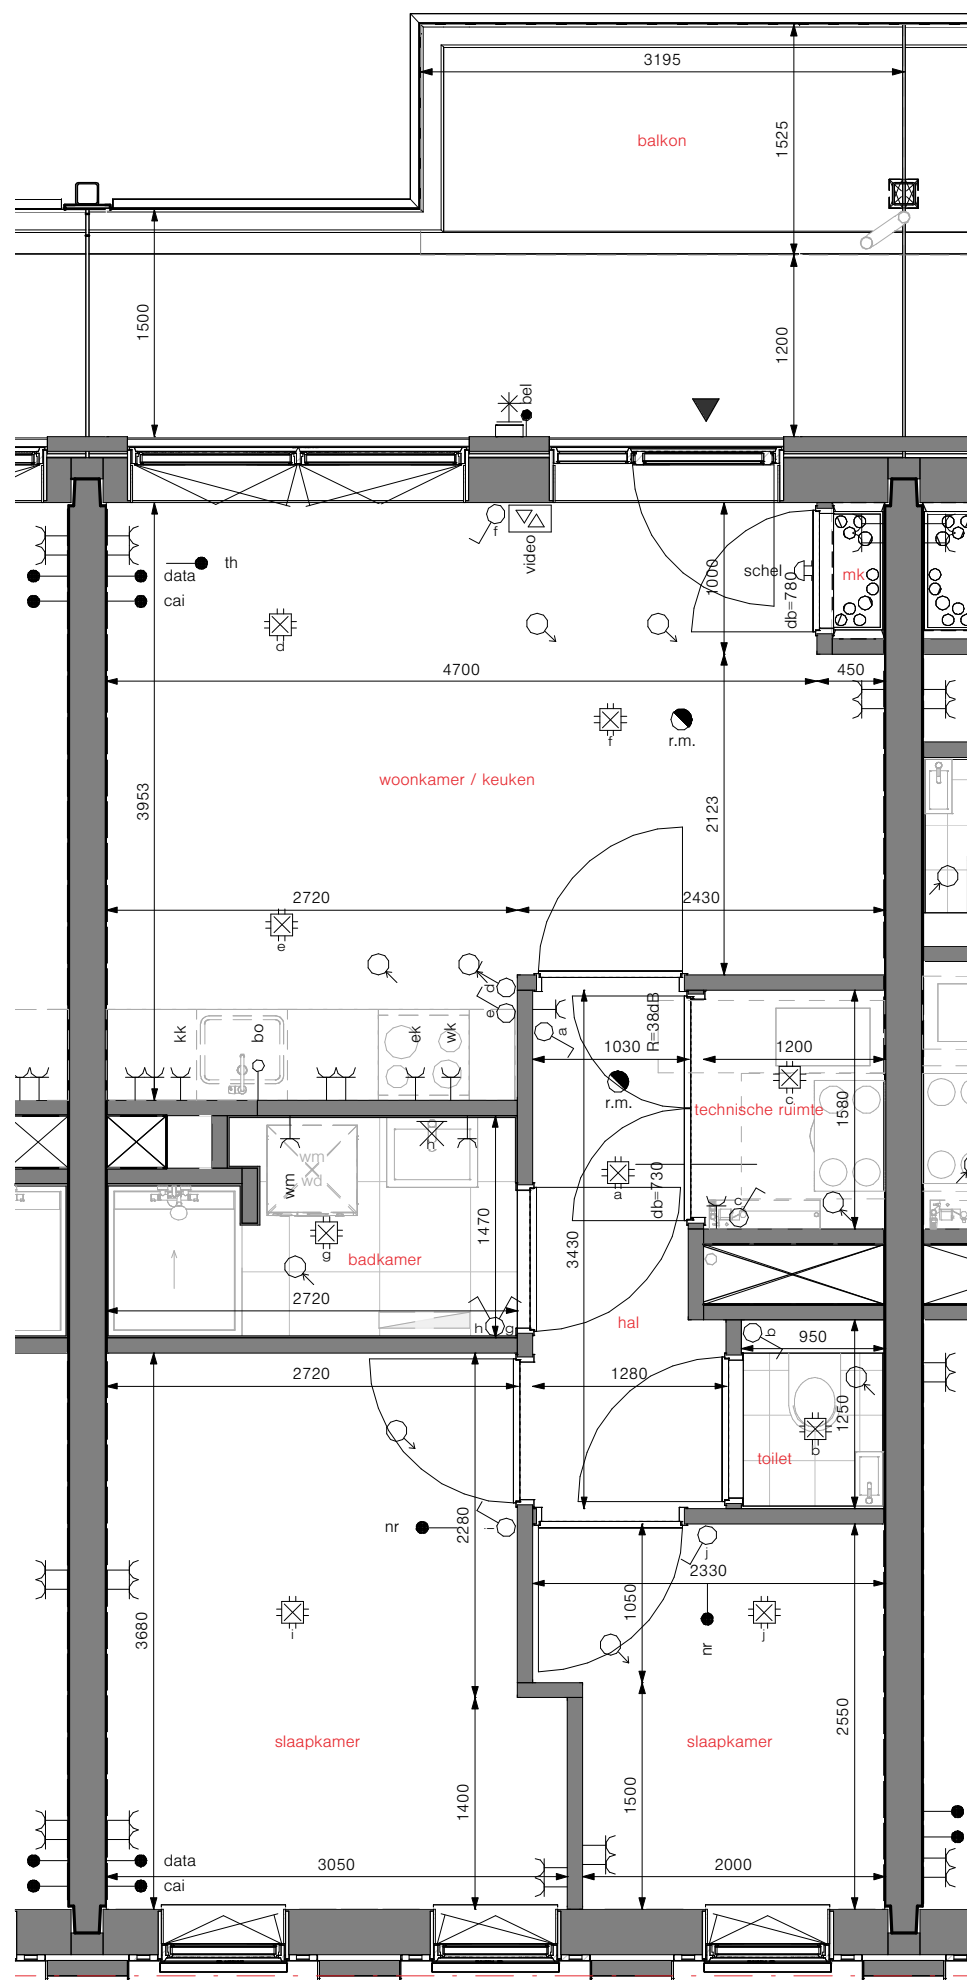 3195
1525
balkon
1500
1200
bel
f
video
th
data
cai
schel
1000
db=780
mk
d
4700
450
f
r.m.
woonkamer / keuken
3953
2123
2720
2430
e
d
e
kk
bo
ek
wk
a
R=38dB
1030
1200
r.m.
c
technische ruimte
1580
h
wm
wd
wm
a
db=730
c
1470
g
badkamer
3430
2720
h
g
hal
b
950
2720
1280
1250
b
toilet
nr
2280
i
j
2330
1050
nr
i
j
3680
2550
slaapkamer
slaapkamer
1400
1500
data
3050
2000
cai